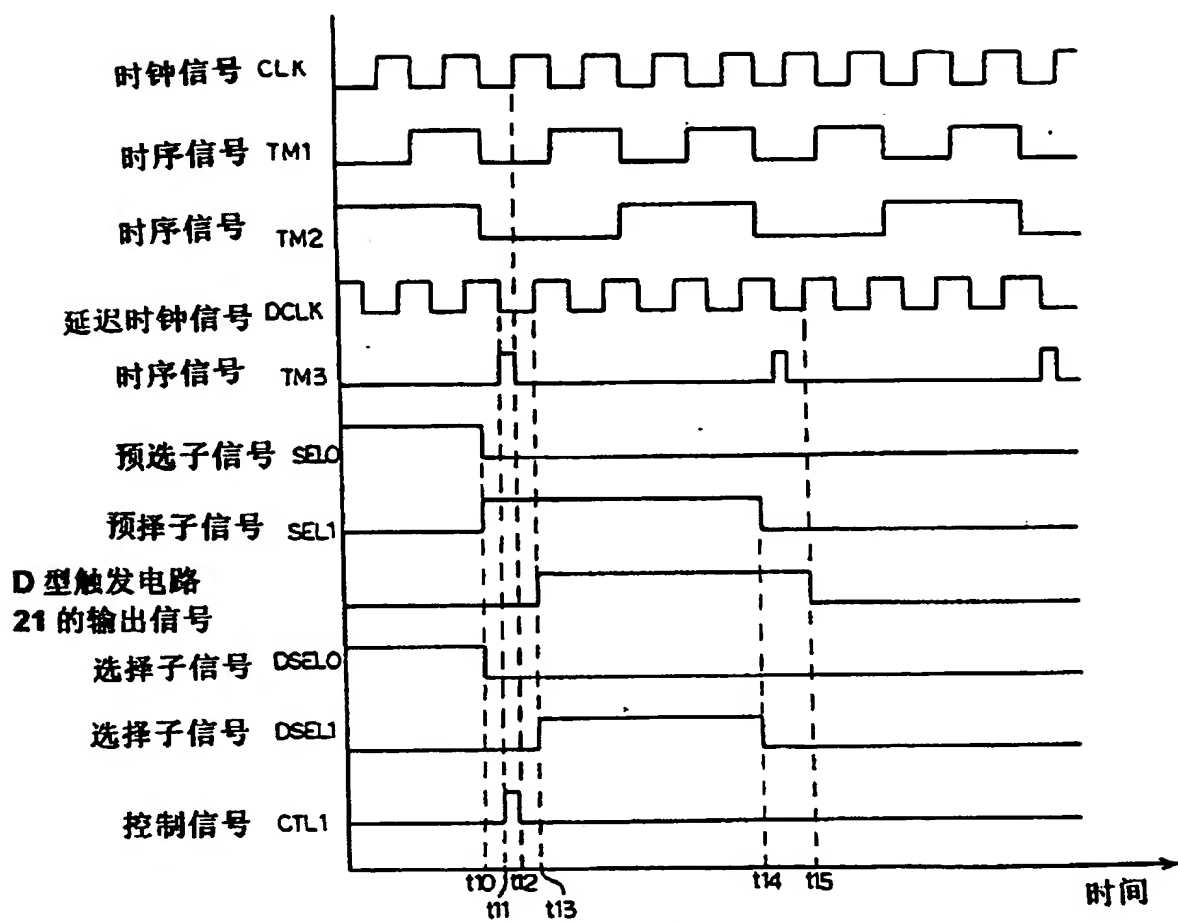 时钟信号 CLK
时序信号 TM1
时序信号 TM2
延迟时钟信号 DCLK
时序信号 TM3
预选子信号 SEL0
预择子信号 SEL1
D 型触发电路
21 的输出信号
选择子信号 DSEL0
选择子信号 DSEL1
控制信号 CTL1
t10 t12 t14 t15
t11 t13
时间